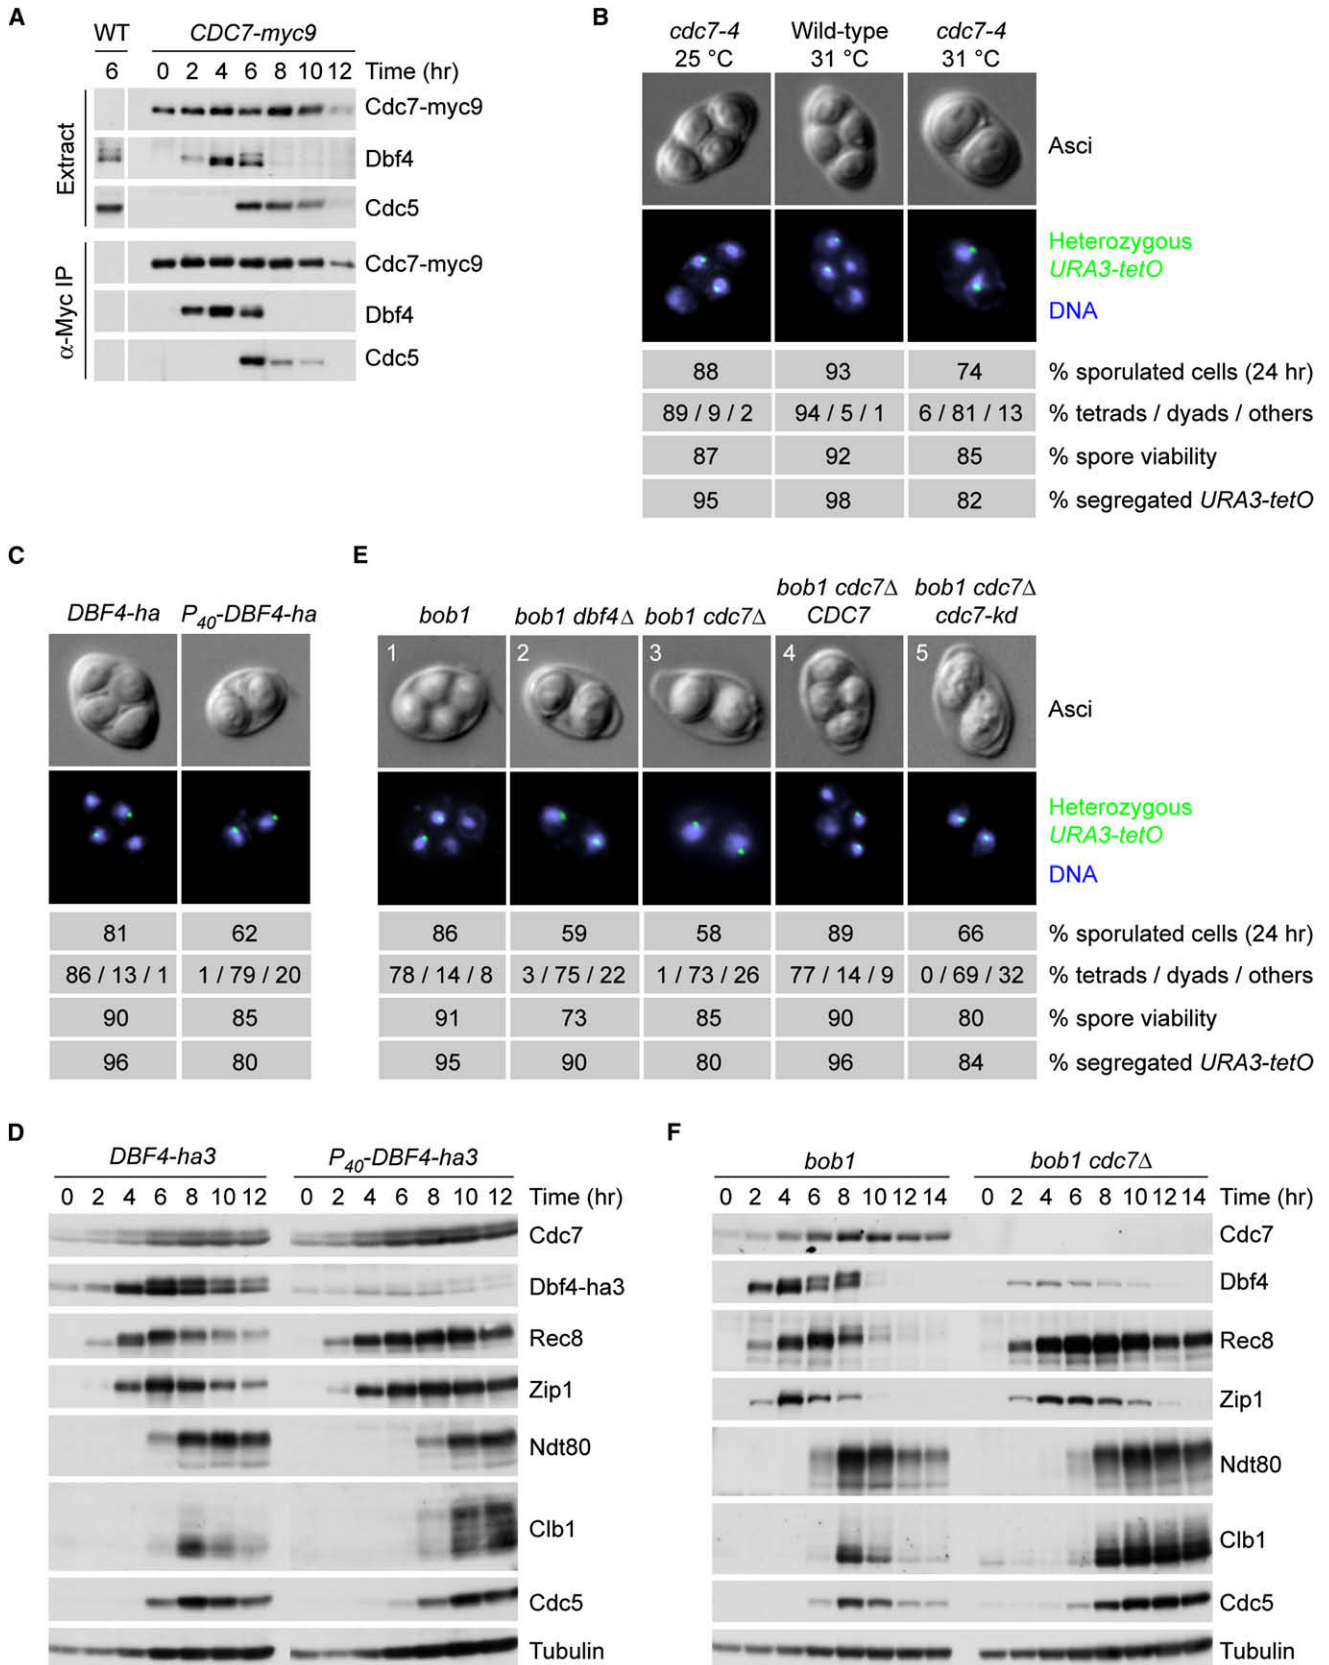 A
WT CDC7-myc9
6 0 2 4 6 8 10 12 Time (hr)
Extract
Cdc7-myc9
Dbf4
Cdc5
α-Myc IP
Cdc7-myc9
Dbf4
Cdc5
B
cdc7-4 25 °C
Wild-type 31 °C
cdc7-4 31 °C
Asci
Heterozygous
URA3-tetO
DNA
88 93 74 % sporulated cells (24 hr)
89 / 9 / 2 94 / 5 / 1 6 / 81 / 13 % tetrads / dyads / others
87 92 85 % spore viability
95 98 82 % segregated URA3-tetO
C
DBF4-ha P40-DBF4-ha
81 62
86 / 13 / 1 1 / 79 / 20
90 85
96 80
E
bob1 bob1 dbf4Δ bob1 cdc7Δ
bob1 cdc7Δ CDC7
bob1 cdc7Δ cdc7-kd
1 2 3 4 5
Asci
Heterozygous
URA3-tetO
DNA
86 59 58 89 66 % sporulated cells (24 hr)
78 / 14 / 8 3 / 75 / 22 1 / 73 / 26 77 / 14 / 9 0 / 69 / 32 % tetrads / dyads / others
91 73 85 90 80 % spore viability
95 90 80 96 84 % segregated URA3-tetO
D
DBF4-ha3 P40-DBF4-ha3
0 2 4 6 8 10 12 0 2 4 6 8 10 12 Time (hr)
Cdc7
Dbf4-ha3
Rec8
Zip1
Ndt80
Clb1
Cdc5
Tubulin
F
bob1 bob1 cdc7Δ
0 2 4 6 8 10 12 14 0 2 4 6 8 10 12 14 Time (hr)
Cdc7
Dbf4
Rec8
Zip1
Ndt80
Clb1
Cdc5
Tubulin